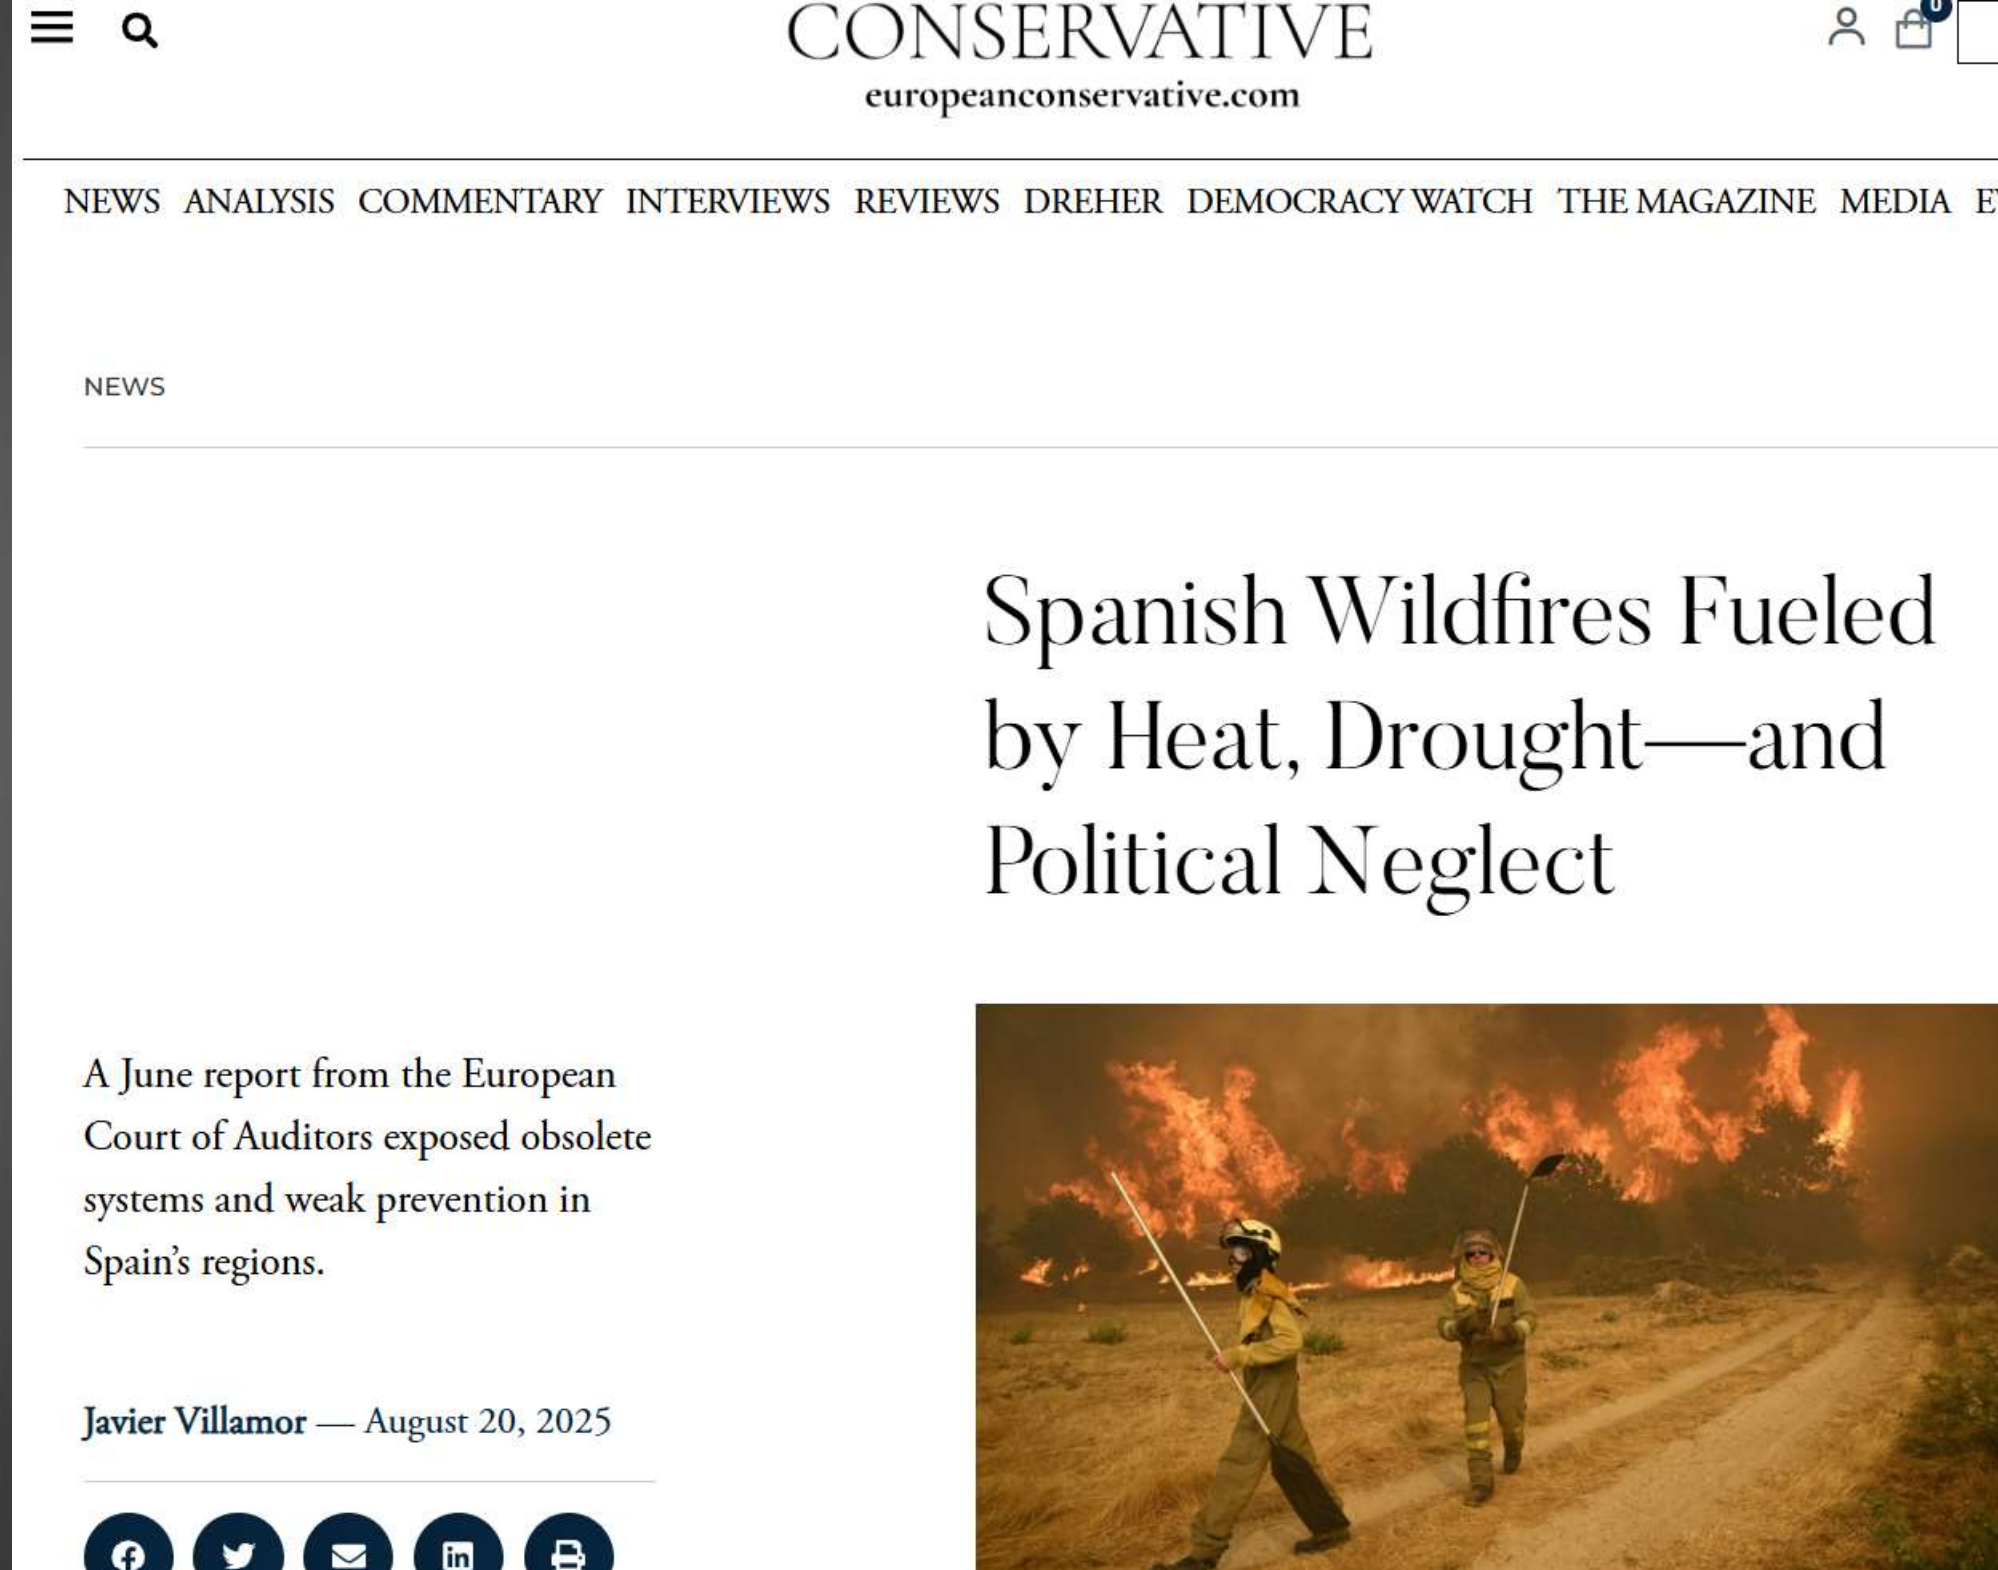 CONSERVATIVE
europeanconservative.com
0
NEWS ANALYSIS COMMENTARY INTERVIEWS REVIEWS DREHER DEMOCRACY WATCH THE MAGAZINE MEDIA
NEWS
Spanish Wildfires Fueled
by Heat, Drought—and
Political Neglect
A June report from the European
Court of Auditors exposed obsolete
systems and weak prevention in
Spain’s regions.
Javier Villamor — August 20, 2025